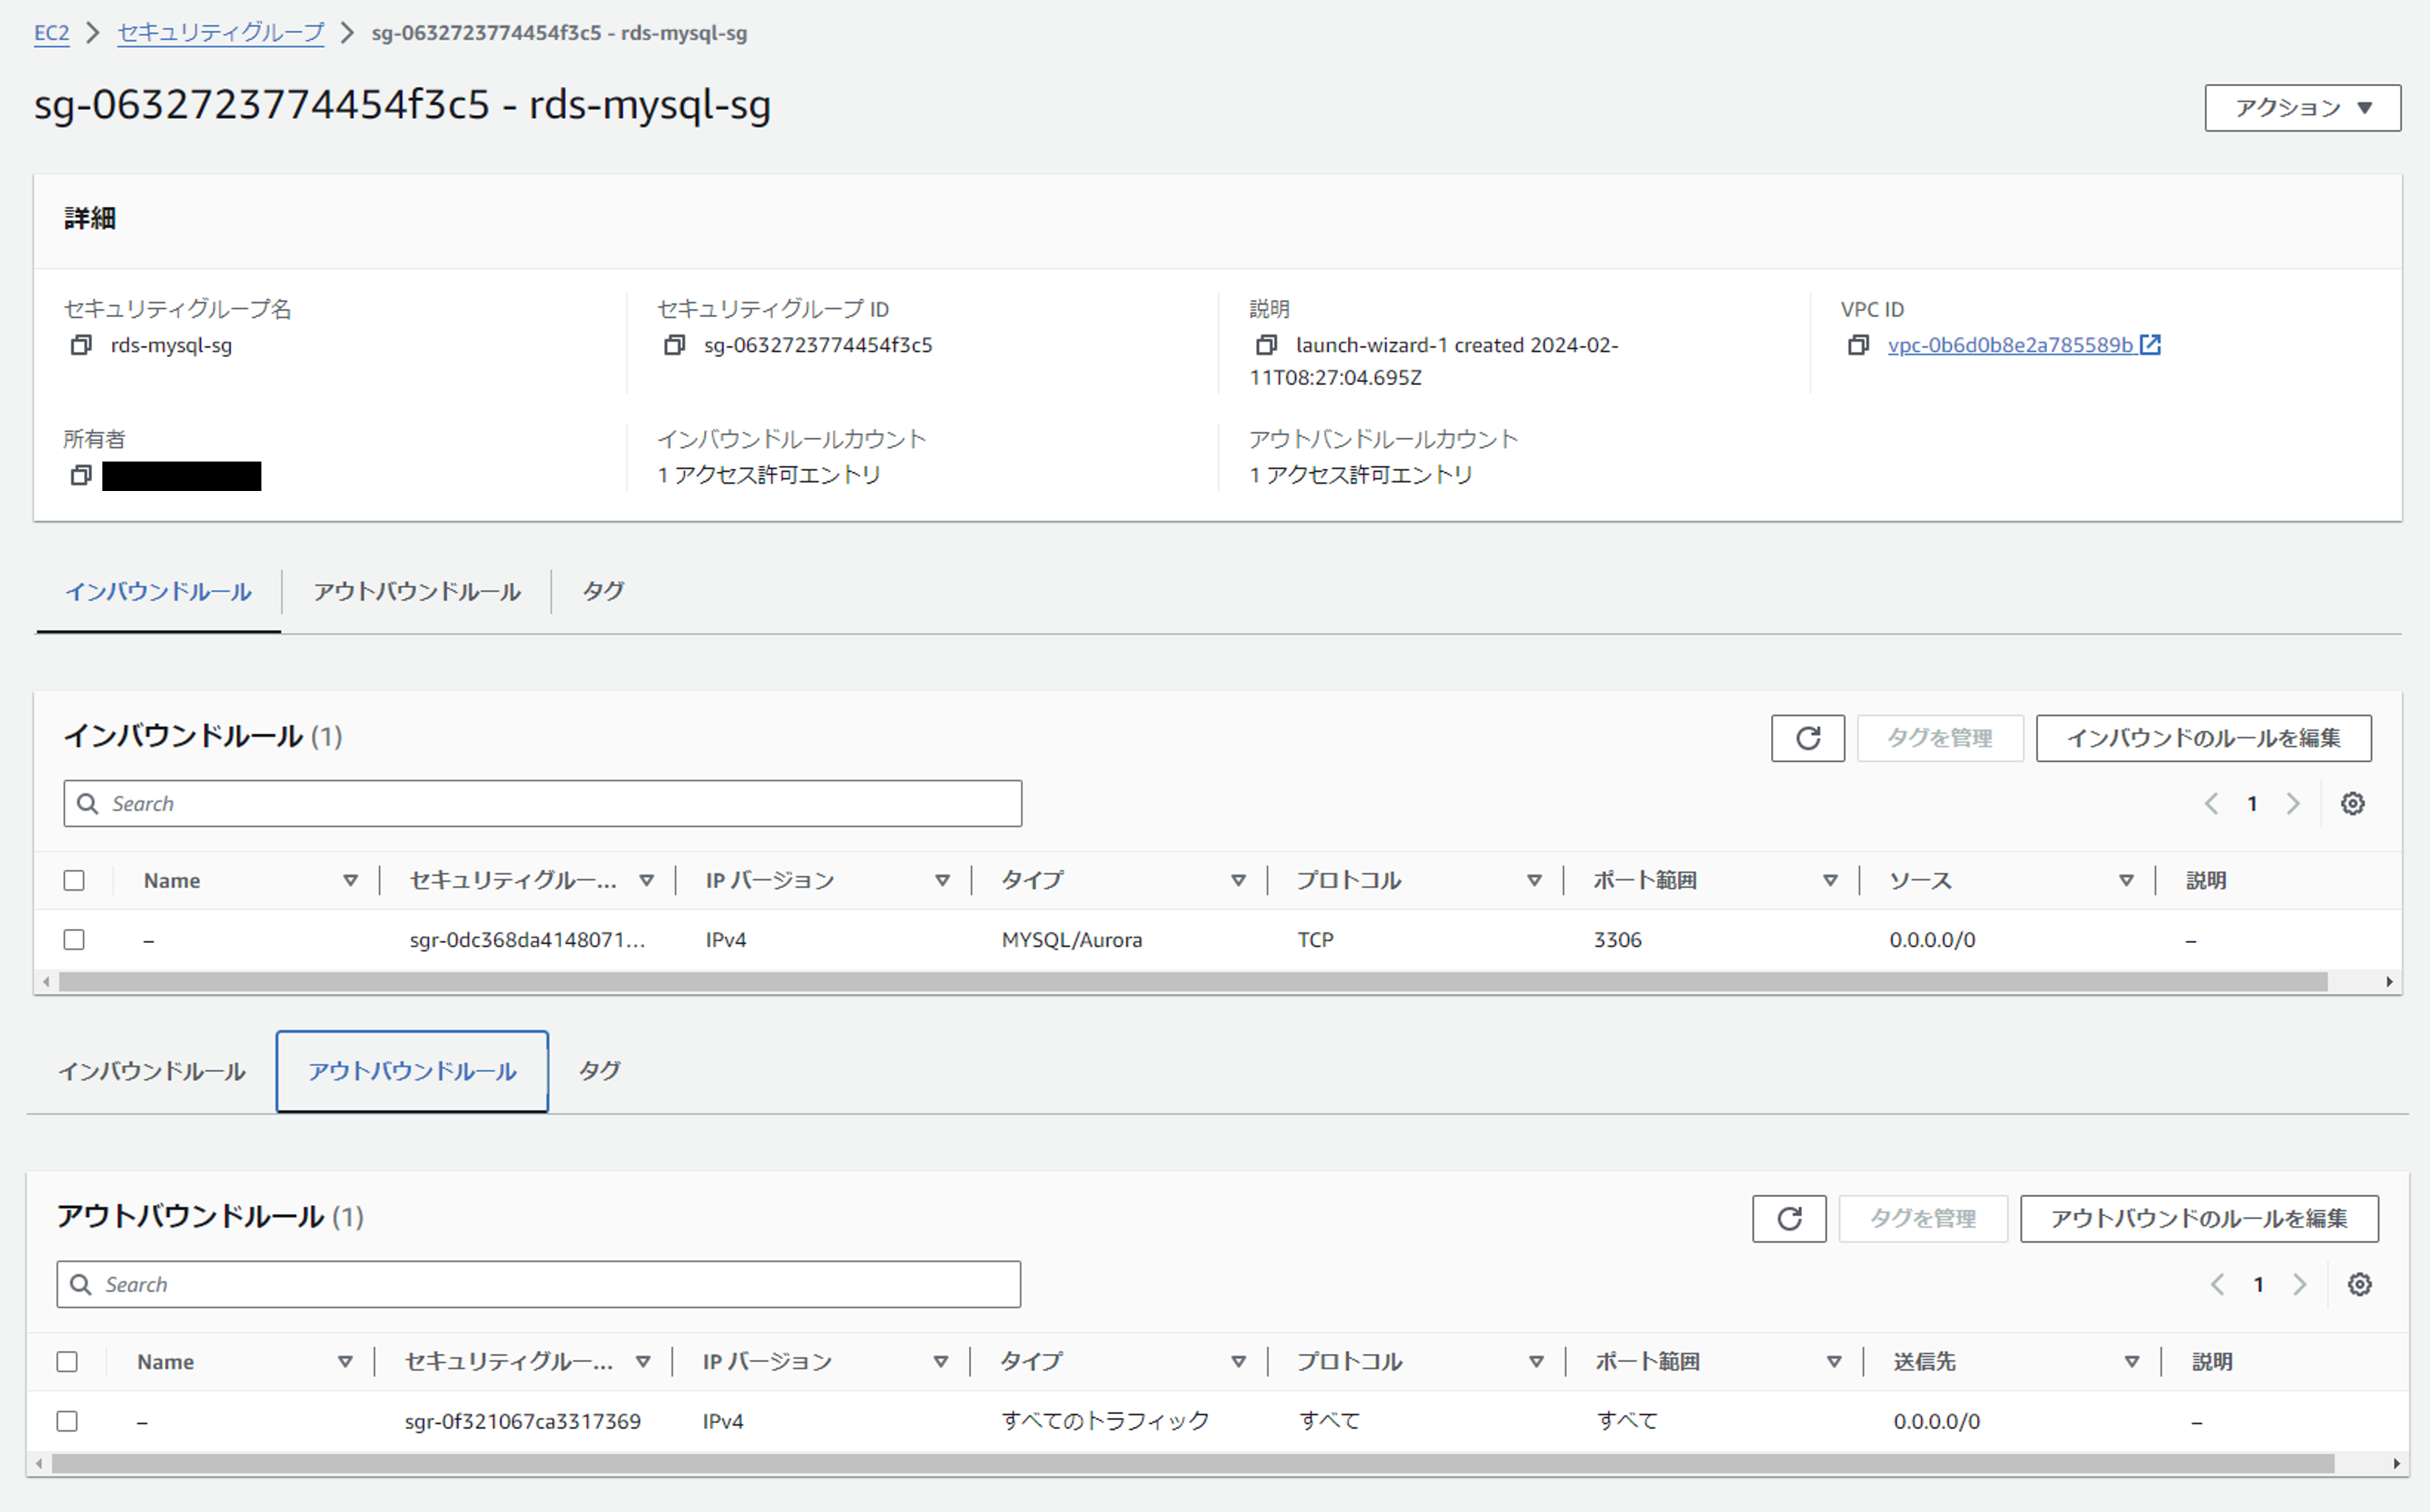 EC2 > セキュリティグループ > sg-0632723774454f3c5 - rds-mysql-sg
sg-0632723774454f3c5 - rds-mysql-sg
アクション
詳細
セキュリティグループ名
rds-mysql-sg
セキュリティグループ ID
sg-0632723774454f3c5
説明
launch-wizard-1 created 2024-02-
11T08:27:04.695Z
VPC ID
vpc-0b6d0b8e2a785589b
所有者
インバウンドルールカウント
1 アクセス許可エントリ
アウトバンドルールカウント
1 アクセス許可エントリ
インバウンドルール アウトバウンドルール タグ
インバウンドルール (1)
タグを管理 インバウンドのルールを編集
Search
1
Name セキュリティグルー... IP バージョン タイプ プロトコル ポート範囲 ソース 説明
– sgr-0dc368da4148071... IPv4 MYSQL/Aurora TCP 3306 0.0.0.0/0 –
インバウンドルール アウトバウンドルール タグ
アウトバウンドルール (1)
タグを管理 アウトバウンドのルールを編集
Search
1
Name セキュリティグルー... IP バージョン タイプ プロトコル ポート範囲 送信先 説明
– sgr-0f321067ca3317369 IPv4 すべてのトラフィック すべて すべて 0.0.0.0/0 –